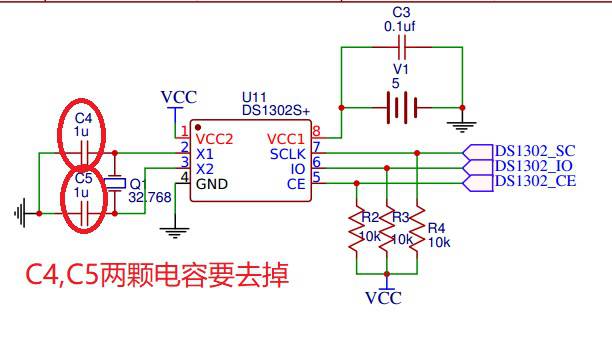 C3
0.1uf
V1
5
VCC
U11
DS1302S+
C4
1u
1
VCC2
VCC1
8
2
X1
SCLK
7
DS1302_SC
3
X2
IO
6
DS1302_IO
4
GND
CE
5
DS1302_CE
C5
1u
32.768
R2
10k
R3
10k
R4
10k
VCC
C4,C5两颗电容要去掉